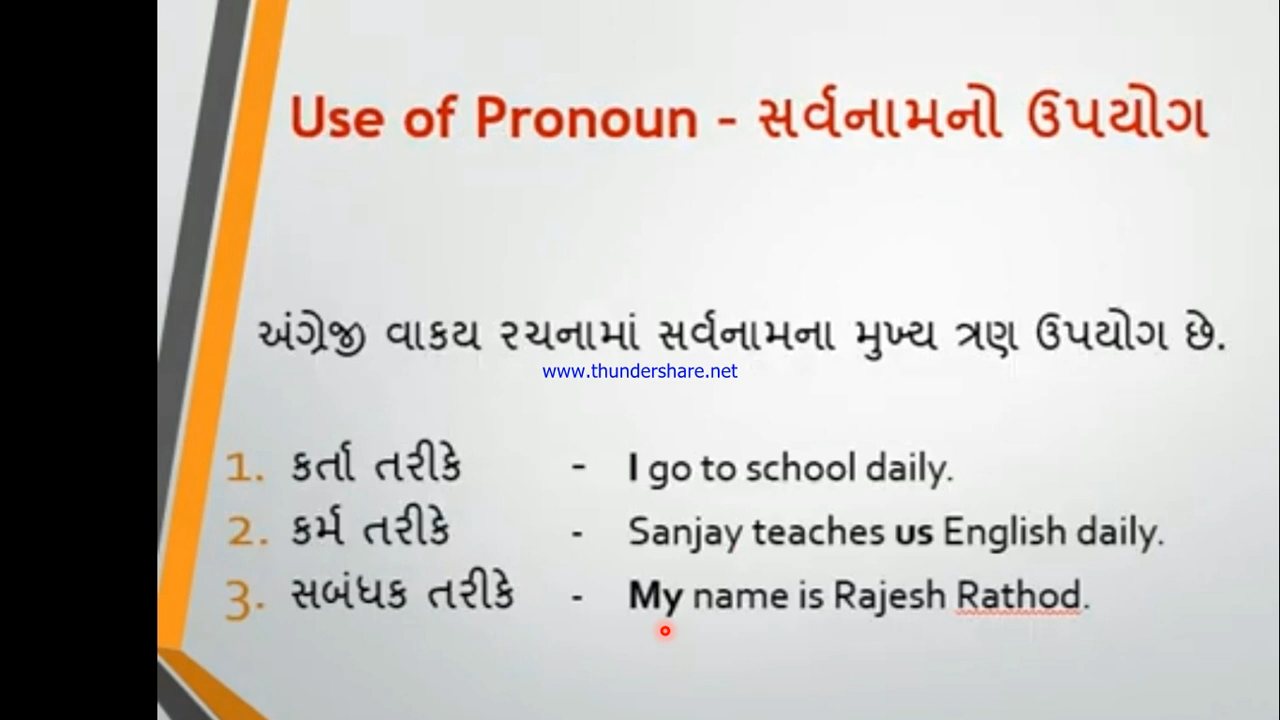 Use of Pronoun - સર્વનામનો ઉપયોગ
અંગ્રેજી વાકય રચનામાં સર્વનામના મુખ્ય ત્રણ ઉપયોગ છે.
www.thundershare.net
1. કર્તા તરીકે - I go to school daily.
2. કર્મ તરીકે - Sanjay teaches us English daily.
3. સબંધક તરીકે - My name is Rajesh Rathod.